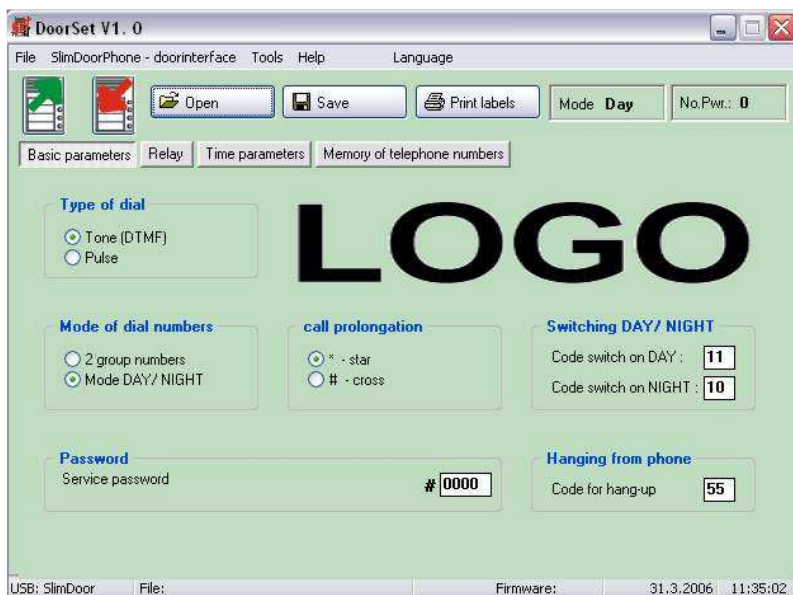 DoorSet V1. 0
File SlimDoorPhone - doorinterface Tools Help Language
Open Save Print labels Mode Day No.Pwr.: 0
Basic parameters Relay Time parameters Memory of telephone numbers
Type of dial
Tone (DTMF)
Pulse
LOGO
Mode of dial numbers
2 group numbers
Mode DAY/ NIGHT
call prolongation
* - star
# - cross
Switching DAY/ NIGHT
Code switch on DAY : 11
Code switch on NIGHT : 10
Password
Service password # 0000
Hanging from phone
Code for hang-up 55
USB: SlimDoor File: Firmware: 31.3.2006 11:35:02